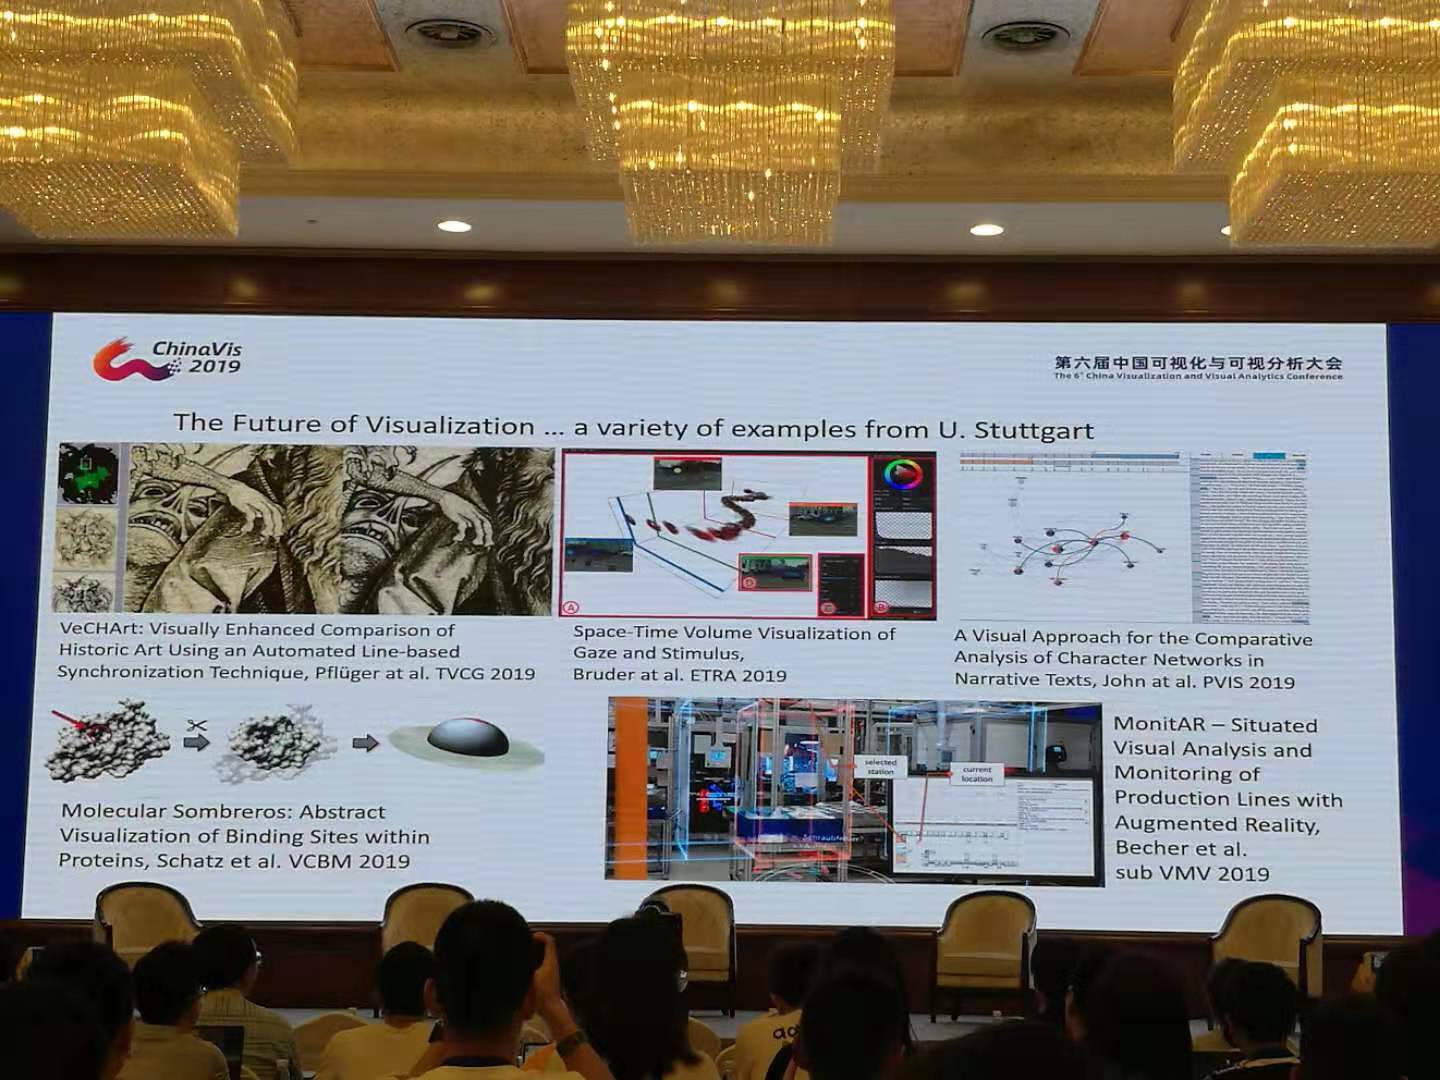 ChinaVis
2019
第六届中国可视化与可视分析大会
The 6th China Visualization and Visual Analytics Conference
The Future of Visualization ... a variety of examples from U. Stuttgart
VeCHArt: Visually Enhanced Comparison of
Historic Art Using an Automated Line-based
Synchronization Technique, Pflüger at al. TVCG 2019
A
D
C
B
Space-Time Volume Visualization of
Gaze and Stimulus,
Bruder at al. ETRA 2019
A Visual Approach for the Comparative
Analysis of Character Networks in
Narrative Texts, John at al. PVIS 2019
Molecular Sombreros: Abstract
Visualization of Binding Sites within
Proteins, Schatz et al. VCBM 2019
selected
station
current
location
MonitAR – Situated
Visual Analysis and
Monitoring of
Production Lines with
Augmented Reality,
Becher et al.
sub VMV 2019